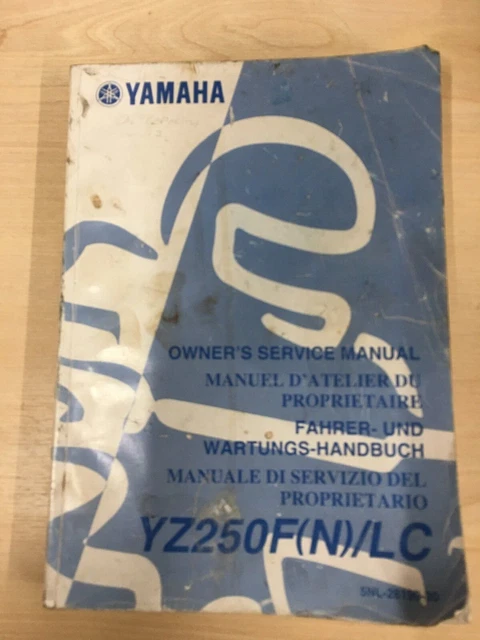 YAMAHA
OWNER'S SERVICE MANUAL
MANUEL D'ATELIER DU
PROPRIETAIRE
FAHRER- UND
WARTUNGS-HANDBUCH
MANUALE DI SERVIZIO DEL
PROPRIETARIO
YZ250F(N)/LC